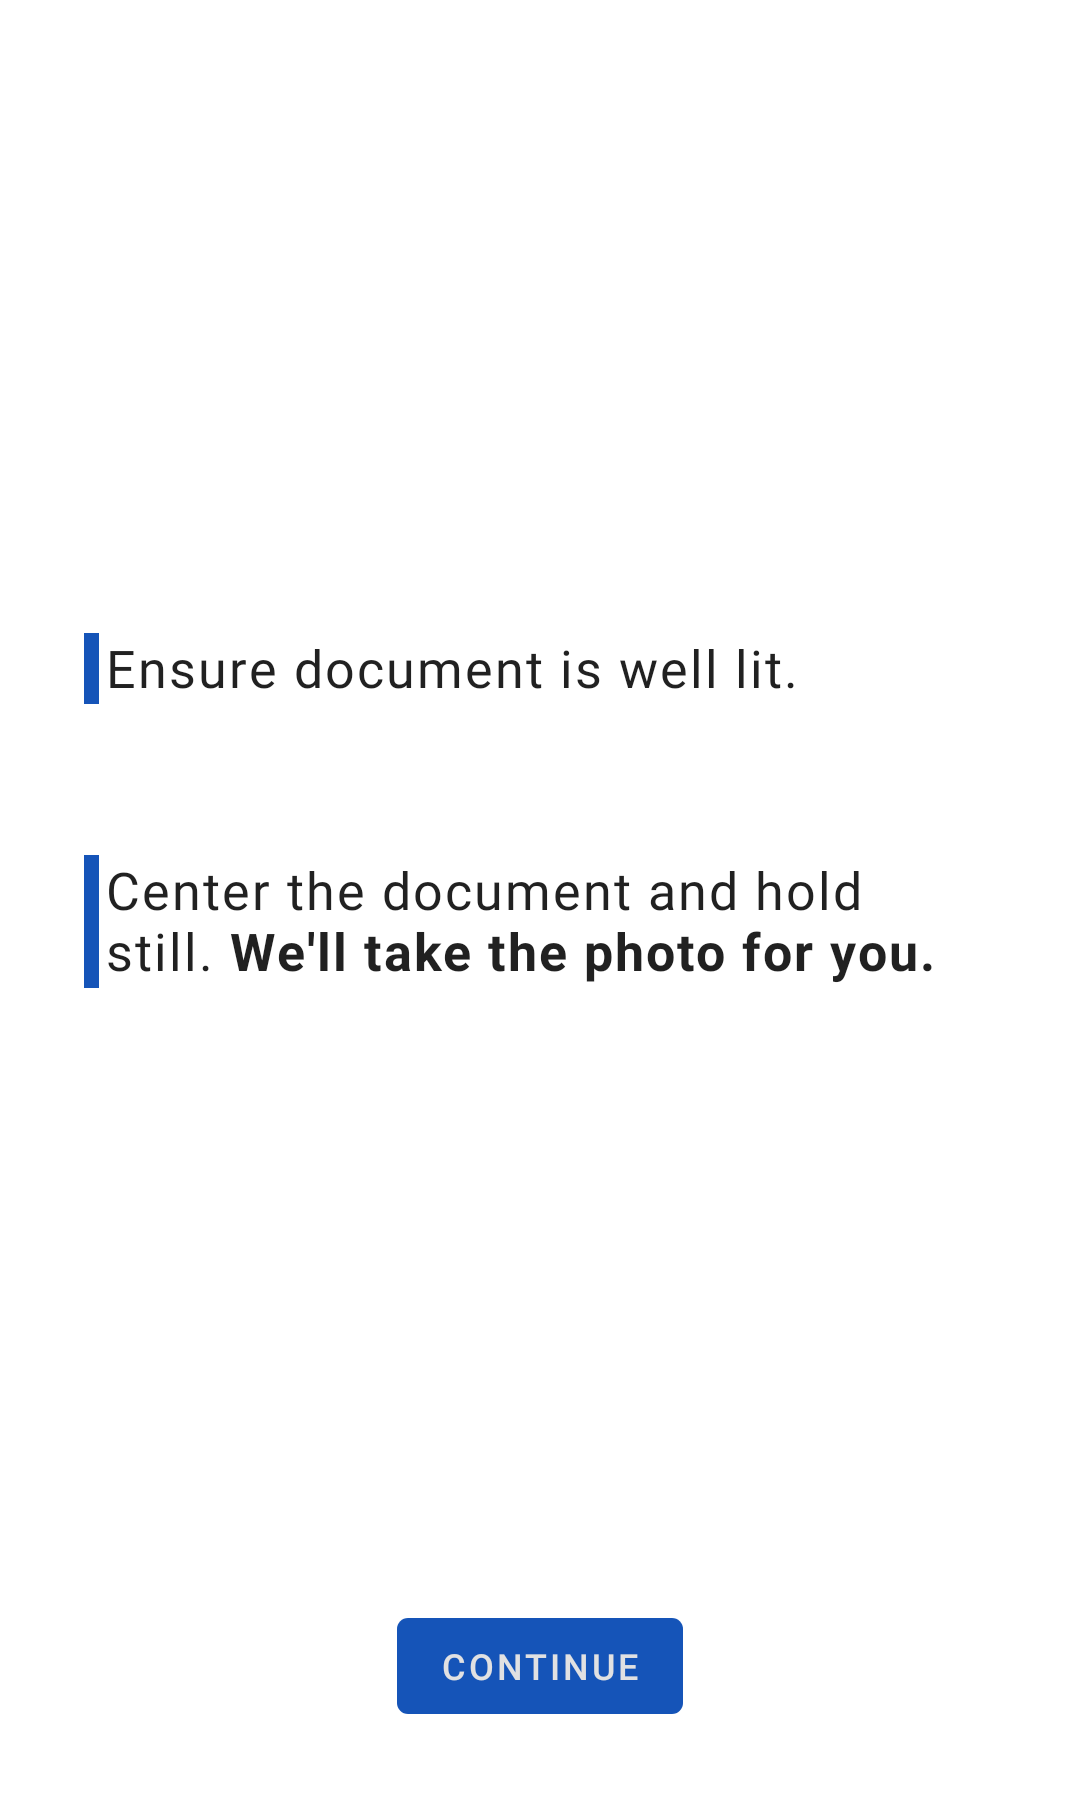 Ensure document is well lit.
Center the document and hold
still. We'll take the photo for you.
CONTINUE